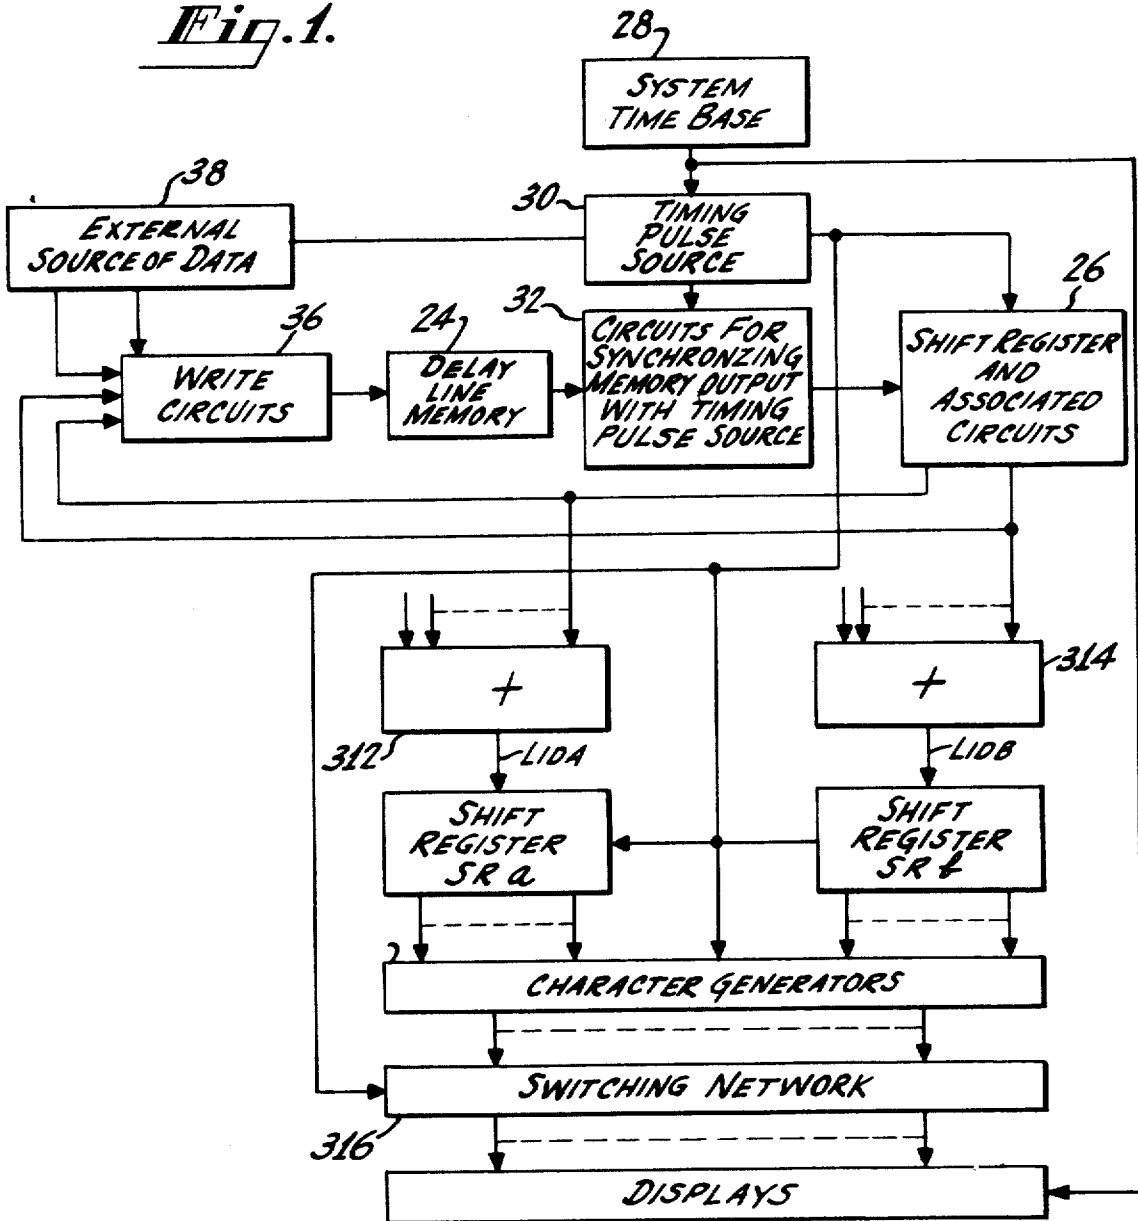 Fig. 1.
28
SYSTEM
TIME BASE
38
EXTERNAL
SOURCE OF DATA
30
TIMING
PULSE
SOURCE
26
SHIFT REGISTER
AND
ASSOCIATED
CIRCUITS
36
WRITE
CIRCUITS
24
DELAY
LINE
MEMORY
32
CIRCUITS FOR
SYNCHRONIZING
MEMORY OUTPUT
WITH TIMING
PULSE SOURCE
+
312
LIDA
+
314
LIDB
SHIFT
REGISTER
SR a
SHIFT
REGISTER
SR b
CHARACTER GENERATORS
SWITCHING NETWORK
316
DISPLAYS